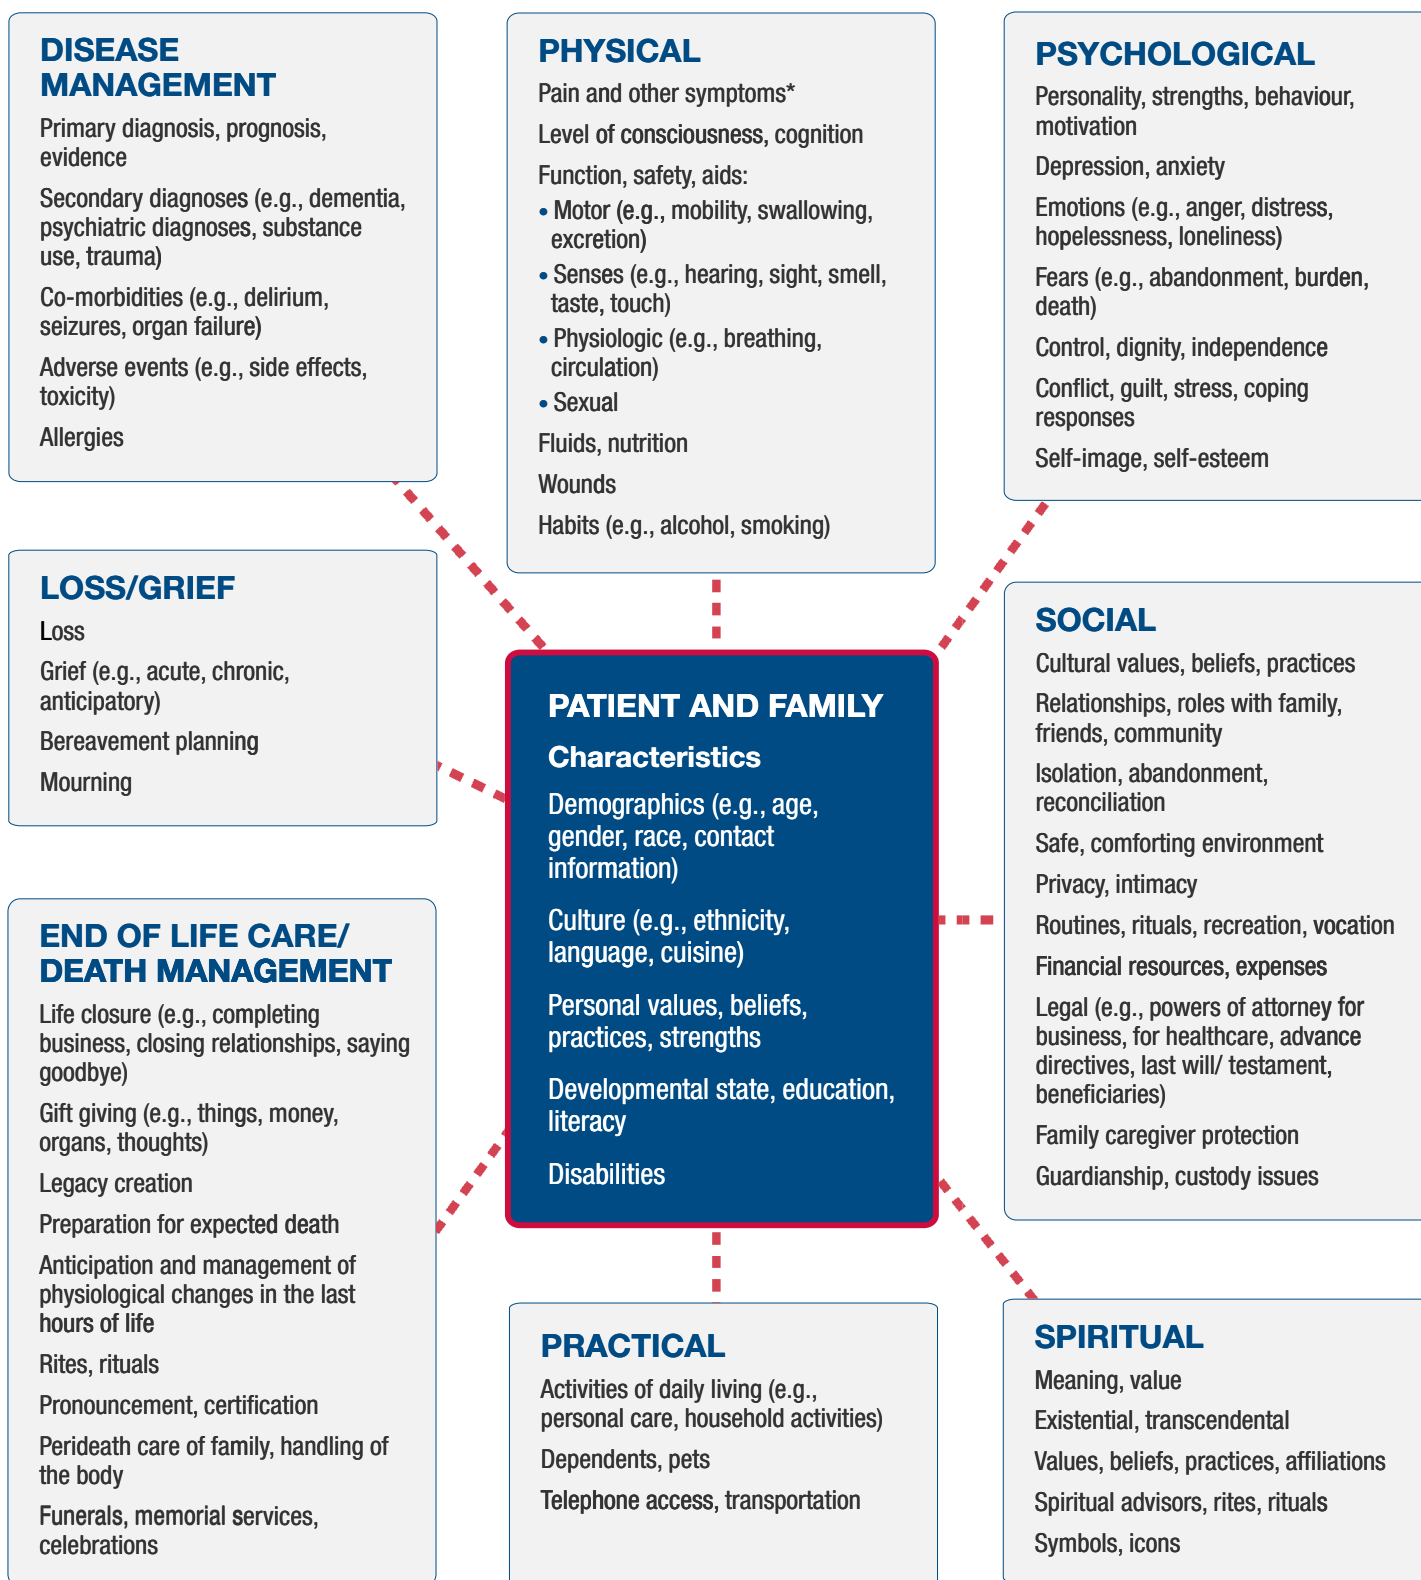 DISEASE
MANAGEMENT
Primary diagnosis, prognosis,
evidence
Secondary diagnoses (e.g., dementia,
psychiatric diagnoses, substance
use, trauma)
Co-morbidities (e.g., delirium,
seizures, organ failure)
Adverse events (e.g., side effects,
toxicity)
Allergies
PHYSICAL
Pain and other symptoms*
Level of consciousness, cognition
Function, safety, aids:
• Motor (e.g., mobility, swallowing,
excretion)
• Senses (e.g., hearing, sight, smell,
taste, touch)
• Physiologic (e.g., breathing,
circulation)
• Sexual
Fluids, nutrition
Wounds
Habits (e.g., alcohol, smoking)
PSYCHOLOGICAL
Personality, strengths, behaviour,
motivation
Depression, anxiety
Emotions (e.g., anger, distress,
hopelessness, loneliness)
Fears (e.g., abandonment, burden,
death)
Control, dignity, independence
Conflict, guilt, stress, coping
responses
Self-image, self-esteem
LOSS/GRIEF
Loss
Grief (e.g., acute, chronic,
anticipatory)
Bereavement planning
Mourning
PATIENT AND FAMILY
Characteristics
Demographics (e.g., age,
gender, race, contact
information)
Culture (e.g., ethnicity,
language, cuisine)
Personal values, beliefs,
practices, strengths
Developmental state, education,
literacy
Disabilities
SOCIAL
Cultural values, beliefs, practices
Relationships, roles with family,
friends, community
Isolation, abandonment,
reconciliation
Safe, comforting environment
Privacy, intimacy
Routines, rituals, recreation, vocation
Financial resources, expenses
Legal (e.g., powers of attorney for
business, for healthcare, advance
directives, last will/ testament,
beneficiaries)
Family caregiver protection
Guardianship, custody issues
END OF LIFE CARE/
DEATH MANAGEMENT
Life closure (e.g., completing
business, closing relationships, saying
goodbye)
Gift giving (e.g., things, money,
organs, thoughts)
Legacy creation
Preparation for expected death
Anticipation and management of
physiological changes in the last
hours of life
Rites, rituals
Pronouncement, certification
Perideath care of family, handling of
the body
Funerals, memorial services,
celebrations
PRACTICAL
Activities of daily living (e.g.,
personal care, household activities)
Dependents, pets
Telephone access, transportation
SPIRITUAL
Meaning, value
Existential, transcendental
Values, beliefs, practices, affiliations
Spiritual advisors, rites, rituals
Symbols, icons